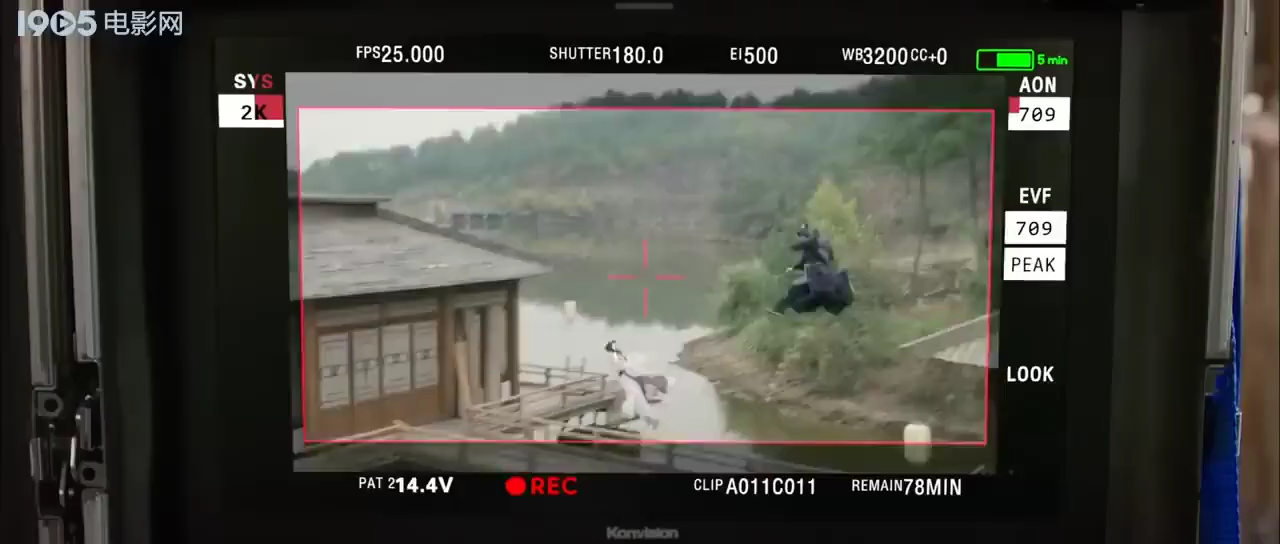 1905电影网
FPS25.000 SHUTTER180.0 EI500 WB3200CC+0 5 min
SYS
2K
AON
709
EVF
709
PEAK
LOOK
PAT 2 14.4V REC CLIP A011C011 REMAIN78MIN
Konvision